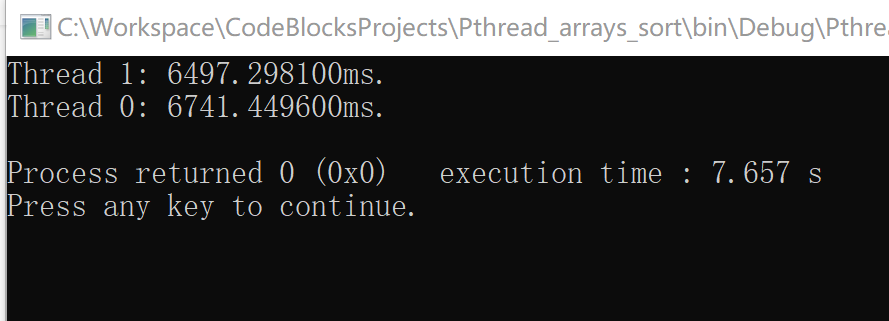 C:\Workspace\CodeBlocksProjects\Pthread_arrays_sort\bin\Debug\Pthrea
Thread 1: 6497.298100ms.
Thread 0: 6741.449600ms.
Process returned 0 (0x0)   execution time : 7.657 s
Press any key to continue.